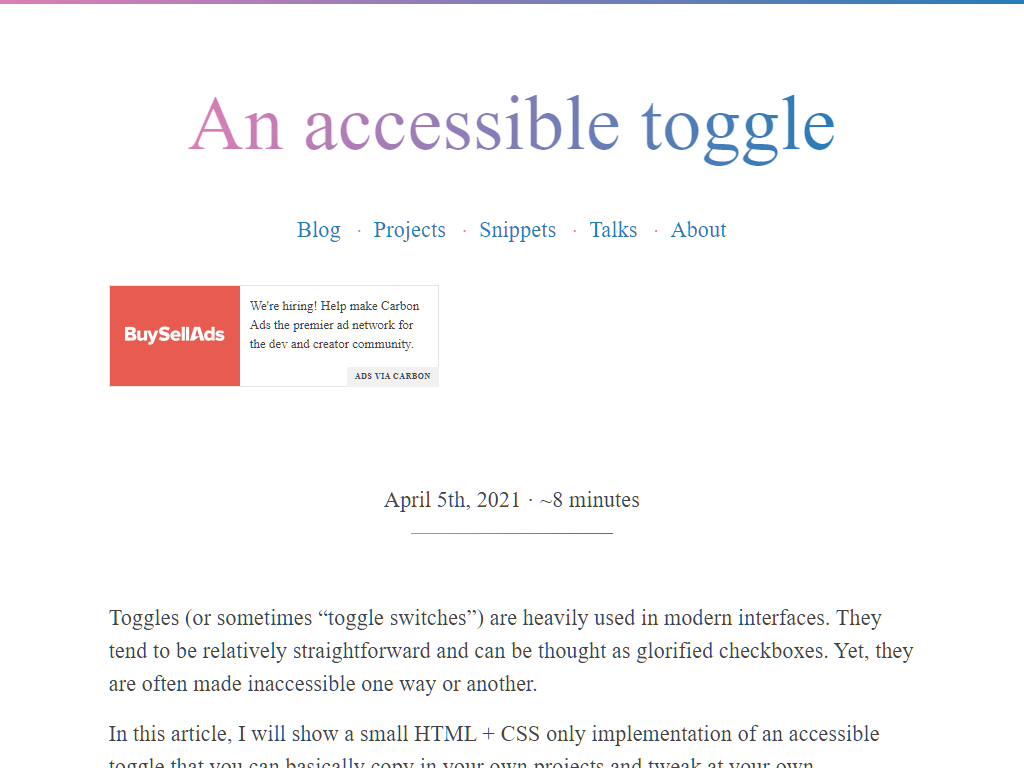 An accessible toggle
Blog · Projects · Snippets · Talks · About
BuySellAds
We're hiring! Help make Carbon
Ads the premier ad network for
the dev and creator community.
ADS VIA CARBON
April 5th, 2021 · ~8 minutes
Toggles (or sometimes “toggle switches”) are heavily used in modern interfaces. They
tend to be relatively straightforward and can be thought as glorified checkboxes. Yet, they
are often made inaccessible one way or another.
In this article, I will show a small HTML + CSS only implementation of an accessible
toggle that you can basically copy in your own projects and tweak at your own